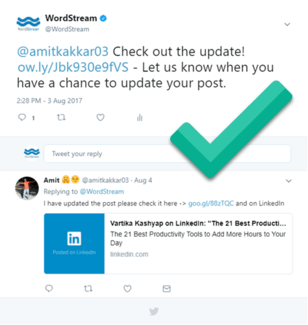 WordStream
@WordStream
@amitkakkar03 Check out the update!
ow.ly/Jbk930e9fVS - Let us know when you
have a chance to update your post.
2:28 PM - 3 Aug 2017
1
Tweet your reply
Amit @amitkakkar03 - Aug 4
Replying to @WordStream
I have updated the post please check it here -> goo.gl/88zTQC and on LinkedIn
Vartika Kashyap on LinkedIn: "The 21 Best Producti...
The 21 Best Productivity Tools to Add More Hours to Your
Day
linkedin.com
in
Posted on LinkedIn